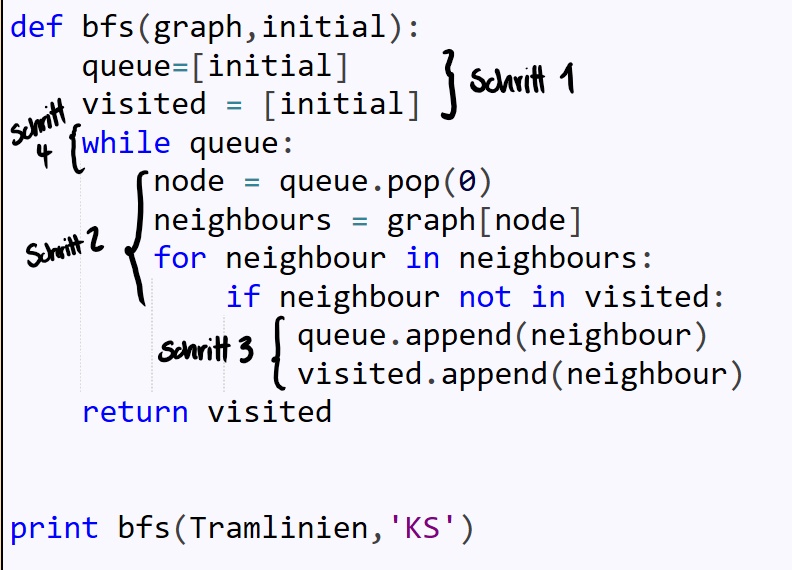 def bfs(graph,initial):
queue=[initial]
visited = [initial]
Schritt 1
Schritt
4
while queue:
node = queue.pop(0)
neighbours = graph[node]
Schritt 2
for neighbour in neighbours:
if neighbour not in visited:
Schritt 3
queue.append(neighbour)
visited.append(neighbour)
return visited
print bfs(Tramlinien,'KS')